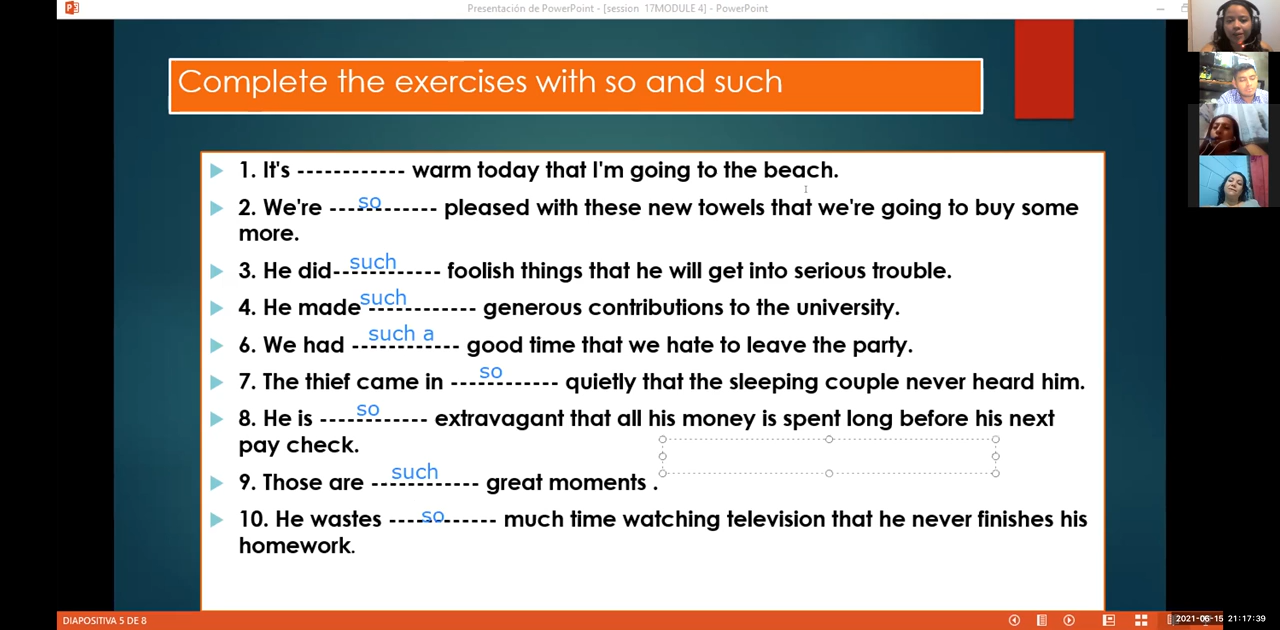 Presentación de PowerPoint - [session 17MODULE 4] - PowerPoint
Complete the exercises with so and such
1. It's ------------ warm today that I'm going to the beach.
2. We're ----so-------- pleased with these new towels that we're going to buy some
more.
3. He did--such---------- foolish things that he will get into serious trouble.
4. He made such ------------ generous contributions to the university.
6. We had --such a---------- good time that we hate to leave the party.
7. The thief came in ----so-------- quietly that the sleeping couple never heard him.
8. He is ----so-------- extravagant that all his money is spent long before his next
pay check.
9. Those are --such---------- great moments .
10. He wastes ----so-------- much time watching television that he never finishes his
homework.
DIAPOSITIVA 5 DE 8
2021-06-15 21:17:39